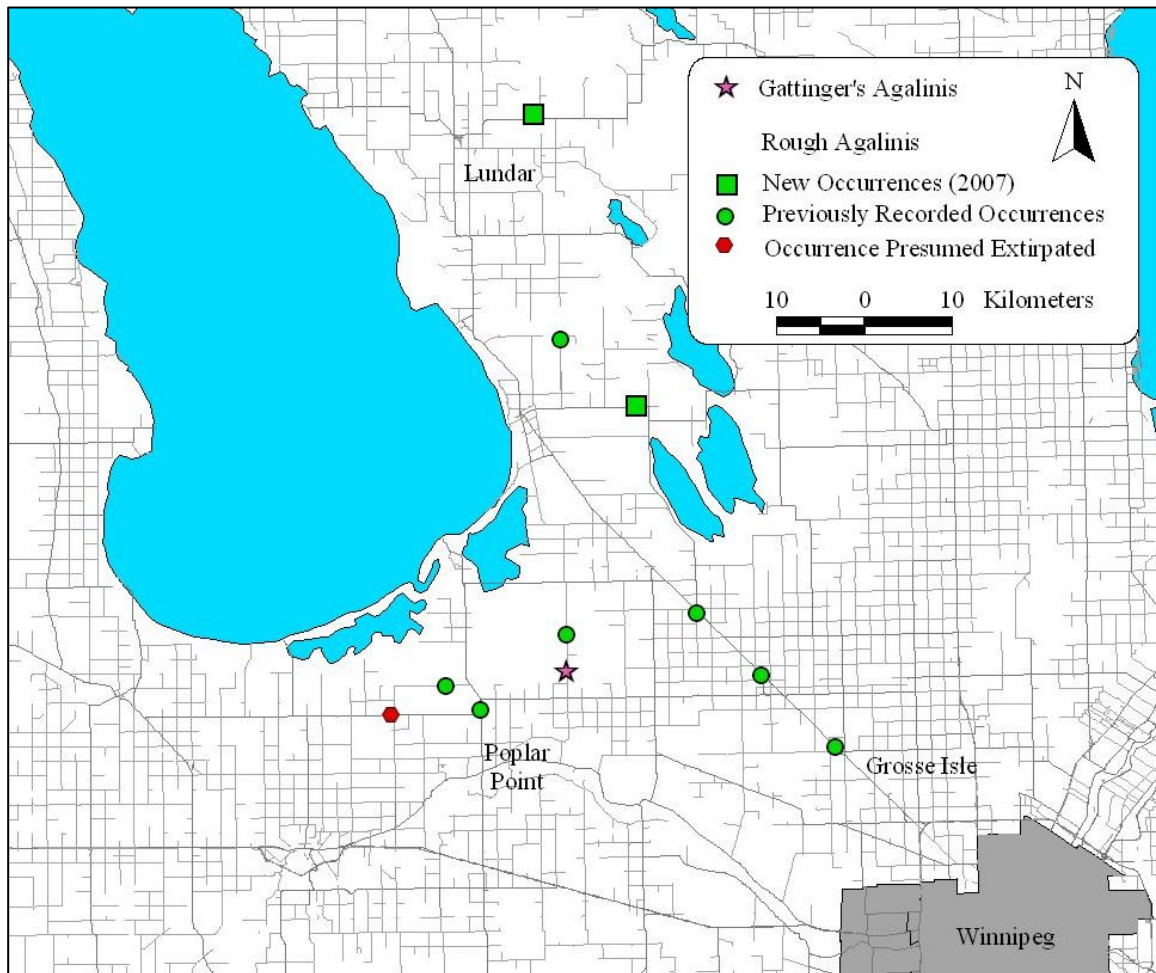 Gattinger's Agalinis
N
Rough Agalinis
New Occurrences (2007)
Previously Recorded Occurrences
Occurrence Presumed Extirpated
10 0 10 Kilometers
Lundar
Poplar
Point
Grosse Isle
Winnipeg